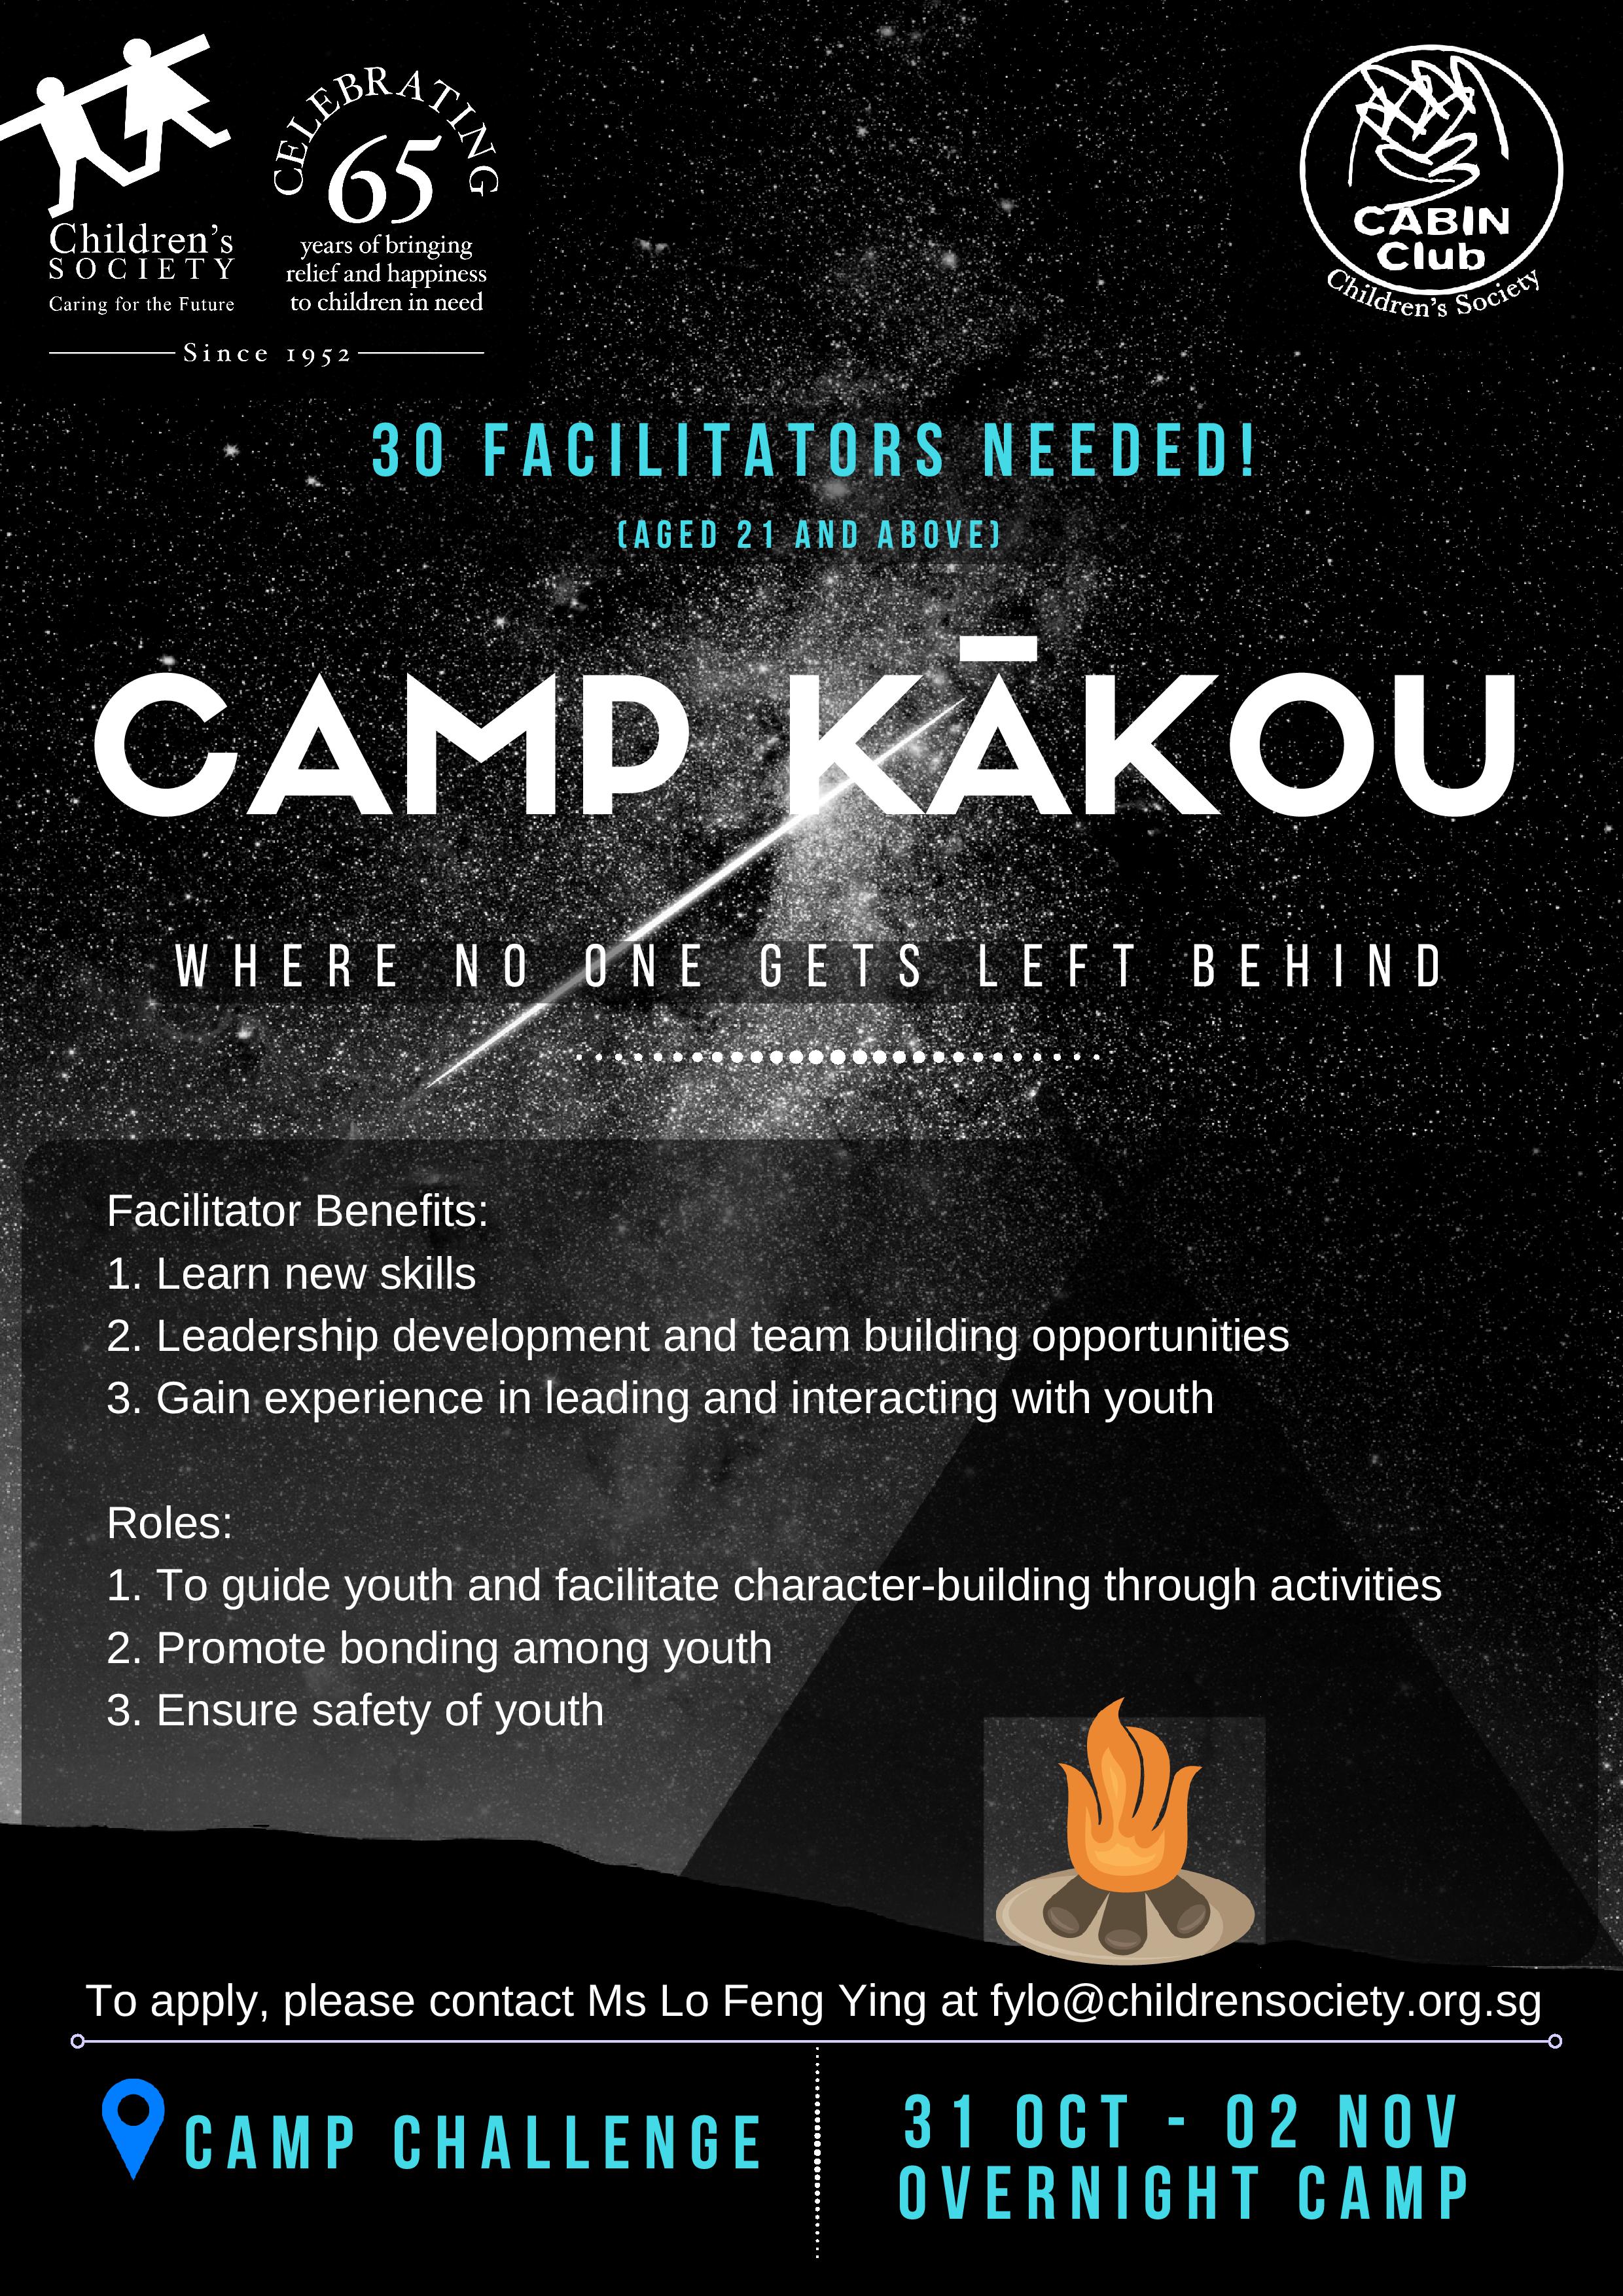 Children's
SOCIETY
Caring for the Future
CELEBRATING
65
years of bringing
relief and happiness
to children in need
Since 1952
CABIN
Club
Children's Society
30 FACILITATORS NEEDED!
(AGED 21 AND ABOVE)
CAMP KĀKOU
WHERE NO ONE GETS LEFT BEHIND
Facilitator Benefits:
1. Learn new skills
2. Leadership development and team building opportunities
3. Gain experience in leading and interacting with youth
Roles:
1. To guide youth and facilitate character-building through activities
2. Promote bonding among youth
3. Ensure safety of youth
To apply, please contact Ms Lo Feng Ying at fylo@childrensociety.org.sg
CAMP CHALLENGE
31 OCT - 02 NOV
OVERNIGHT CAMP